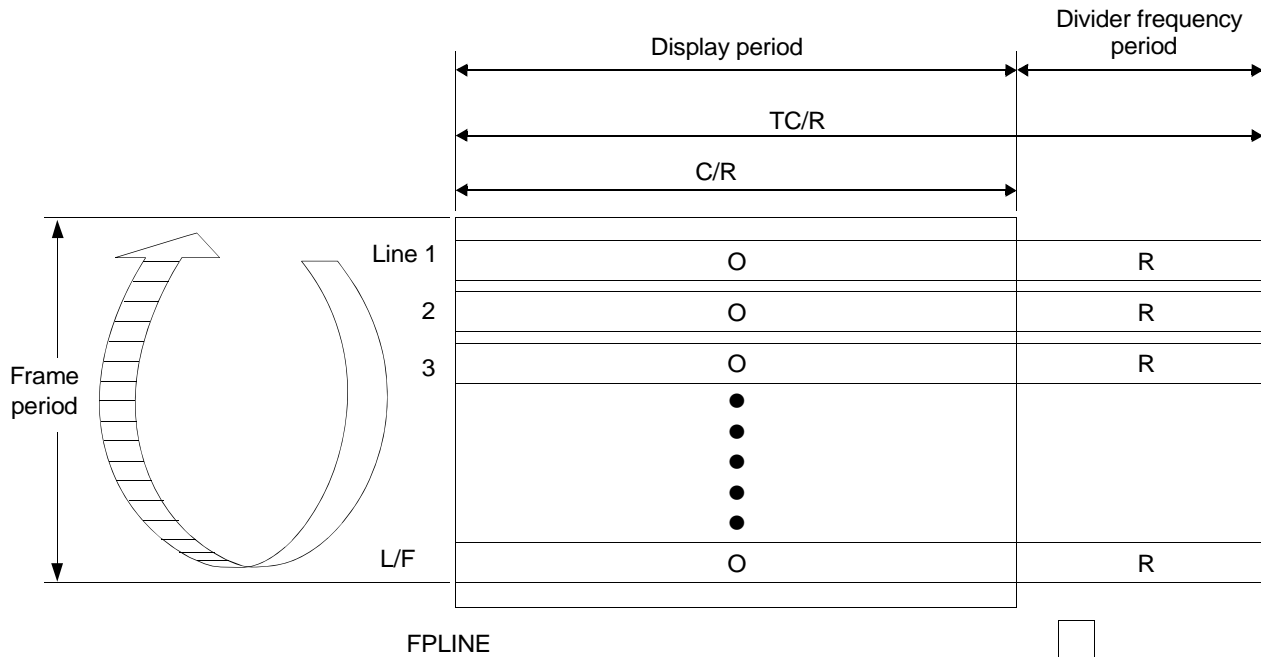 Divider frequency
period
Display period
TC/R
C/R
Line 1
O
R
2
O
R
3
O
R
Frame
period
L/F
O
R
FPLINE